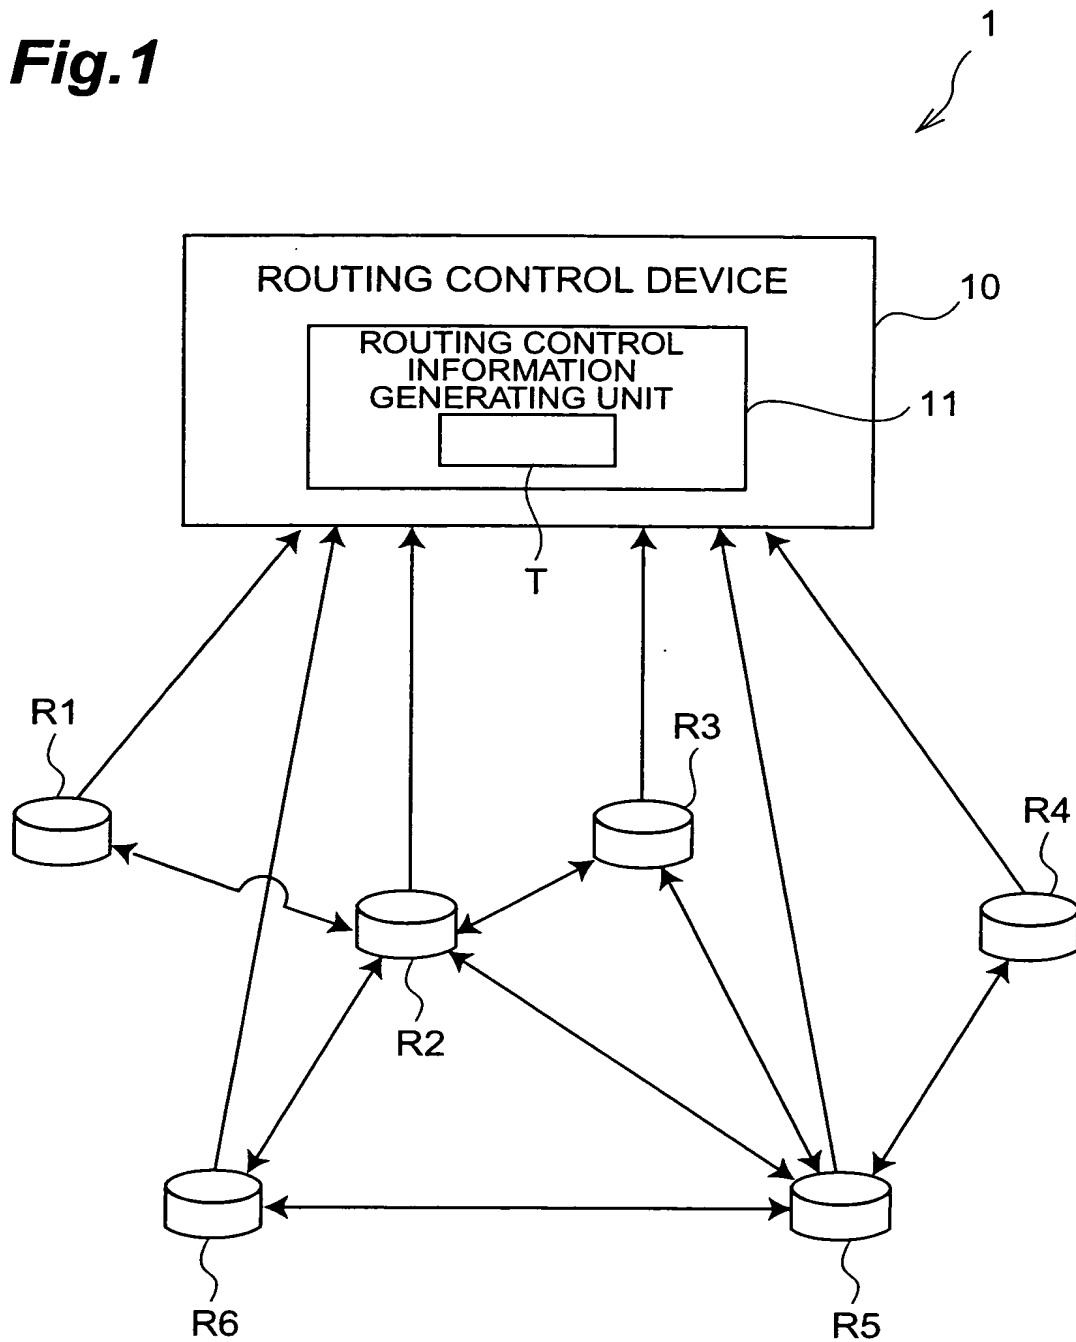 Fig.1
1
ROUTING CONTROL DEVICE
10
ROUTING CONTROL
INFORMATION
GENERATING UNIT
11
T
R1
R3
R4
R2
R6
R5